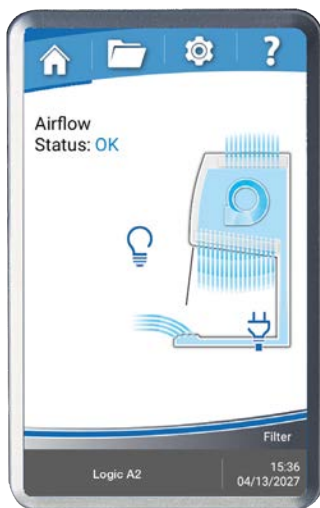 ?
Airflow
Status: OK
Filter
Logic A2
15:36
04/13/2027